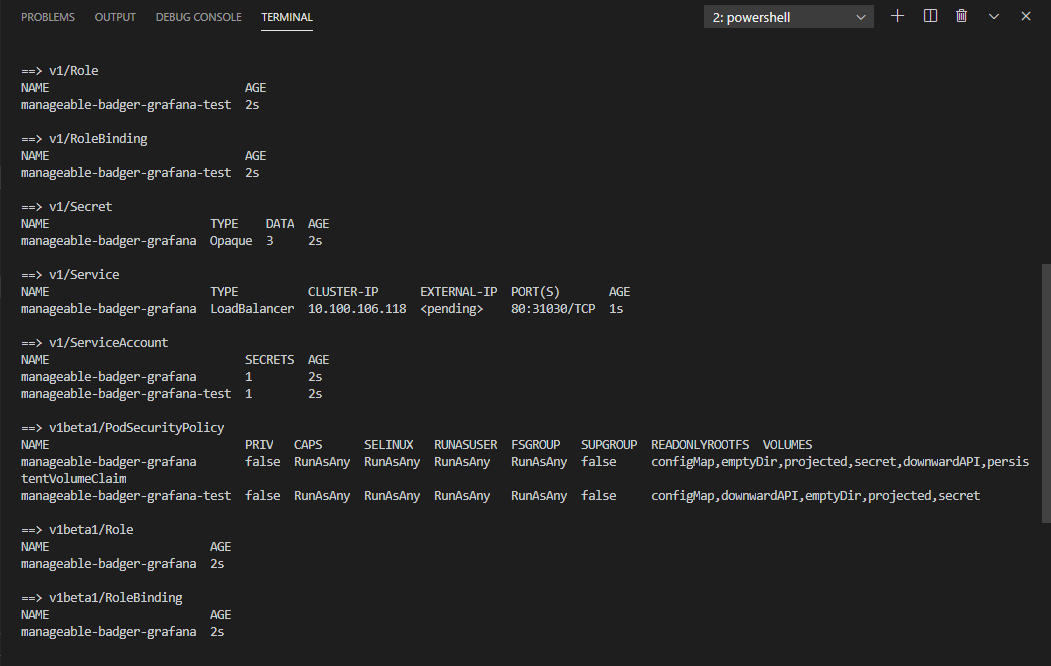 PROBLEMS OUTPUT DEBUG CONSOLE TERMINAL 2: powershell
==> v1/Role
NAME AGE
manageable-badger-grafana-test 2s
==> v1/RoleBinding
NAME AGE
manageable-badger-grafana-test 2s
==> v1/Secret
NAME TYPE DATA AGE
manageable-badger-grafana Opaque 3 2s
==> v1/Service
NAME TYPE CLUSTER-IP EXTERNAL-IP PORT(S) AGE
manageable-badger-grafana LoadBalancer 10.100.106.118 <pending> 80:31030/TCP 1s
==> v1/ServiceAccount
NAME SECRETS AGE
manageable-badger-grafana 1 2s
manageable-badger-grafana-test 1 2s
==> v1beta1/PodSecurityPolicy
NAME PRIV CAPS SELINUX RUNASUSER FSGROUP SUPGROUP READONLYROOTFS VOLUMES
manageable-badger-grafana false RunAsAny RunAsAny RunAsAny RunAsAny false configMap,emptyDir,projected,secret,downwardAPI,persis
tentVolumeClaim
manageable-badger-grafana-test false RunAsAny RunAsAny RunAsAny RunAsAny false configMap,downwardAPI,emptyDir,projected,secret
==> v1beta1/Role
NAME AGE
manageable-badger-grafana 2s
==> v1beta1/RoleBinding
NAME AGE
manageable-badger-grafana 2s